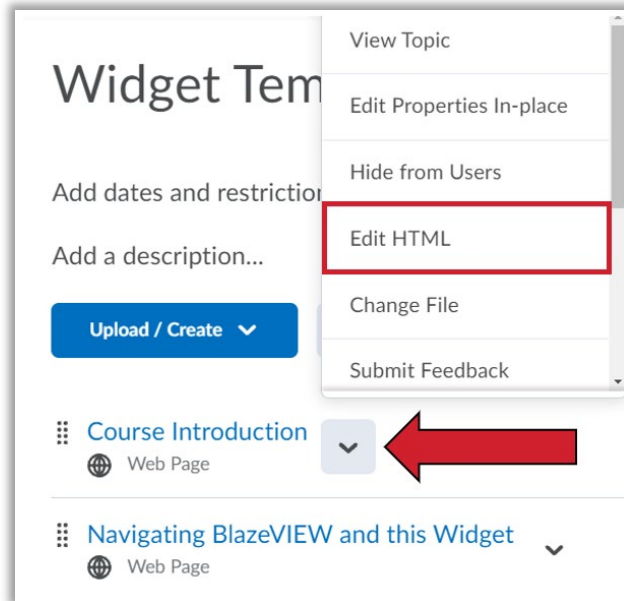 Widget Tem
Add dates and restriction
Add a description...
Upload / Create
View Topic
Edit Properties In-place
Hide from Users
Edit HTML
Change File
Submit Feedback
Course Introduction
Web Page
Navigating BlazeVIEW and this Widget
Web Page